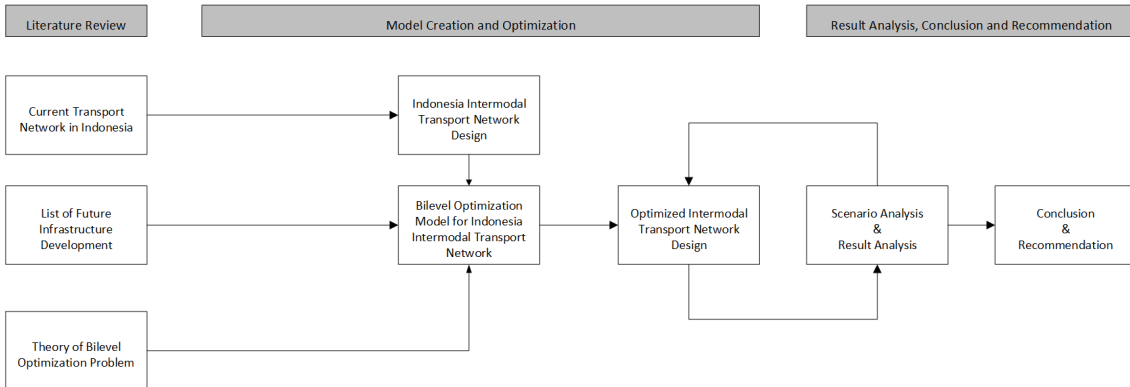 Literature Review
Model Creation and Optimization
Result Analysis, Conclusion and Recommendation
Current Transport
Network in Indonesia
Indonesia Intermodal
Transport Network
Design
List of Future
Infrastructure
Development
Bilevel Optimization
Model for Indonesia
Intermodal Transport
Network
Optimized Intermodal
Transport Network
Design
Scenario Analysis
&
Result Analysis
Conclusion
&
Recommendation
Theory of Bilevel
Optimization Problem